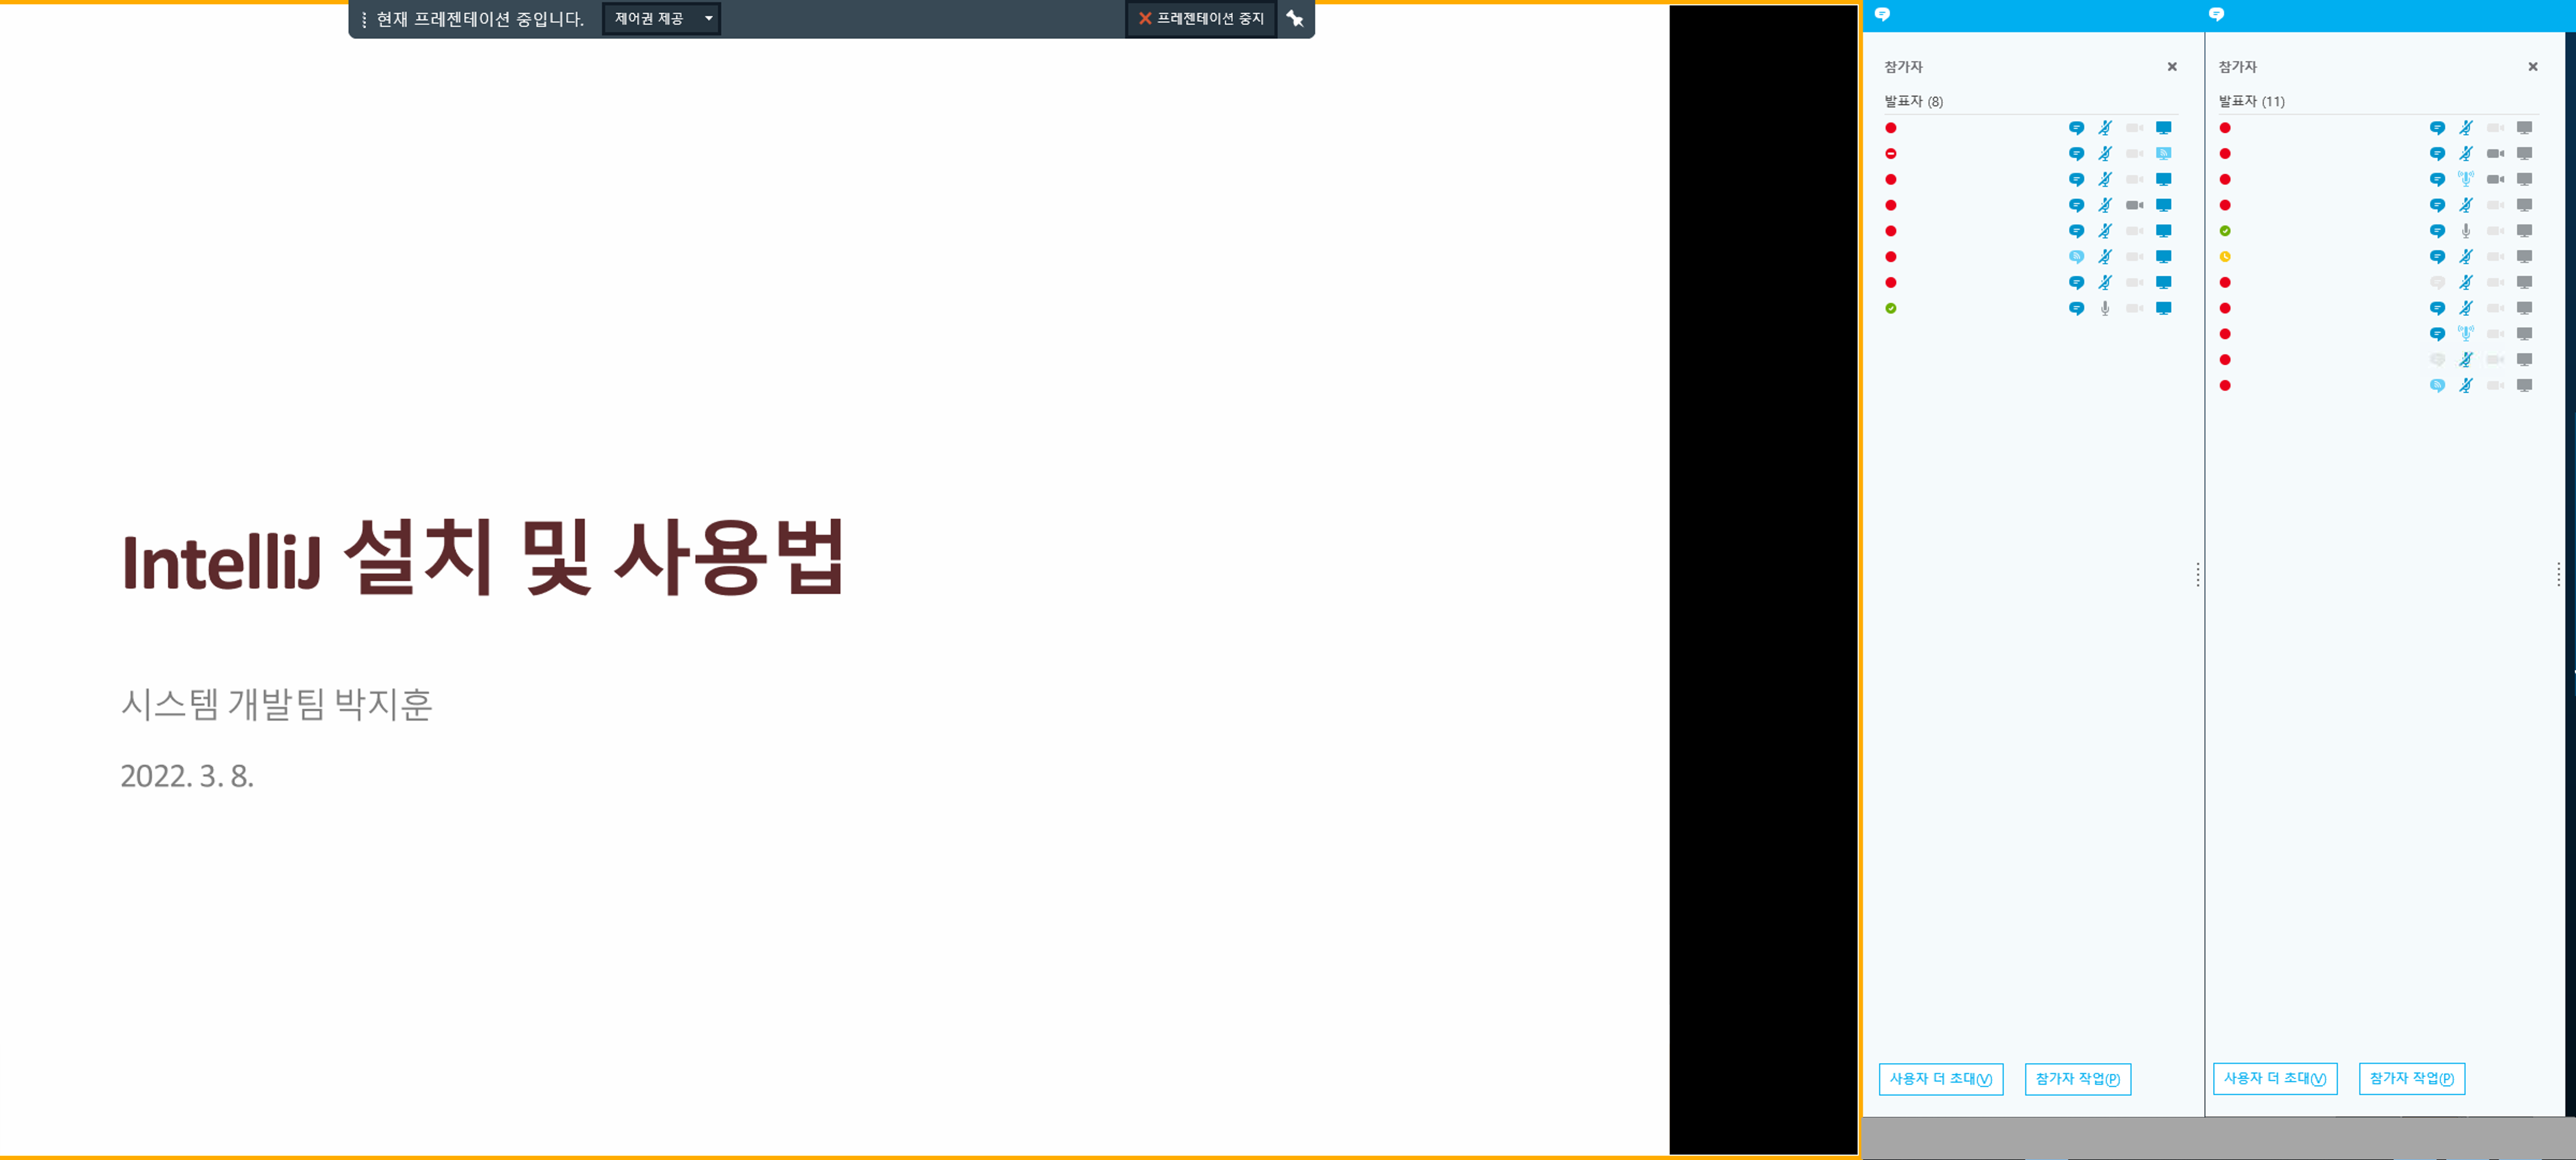 현재 프레젠테이션 중입니다. 제어권 제공 프레젠테이션 중지
IntelliJ 설치 및 사용법
시스템 개발팀 박지훈
2022. 3. 8.
참가자
발표자 (8)
사용자 더 초대(V) 참가자 작업(P)
참가자
발표자 (11)
사용자 더 초대(V) 참가자 작업(P)